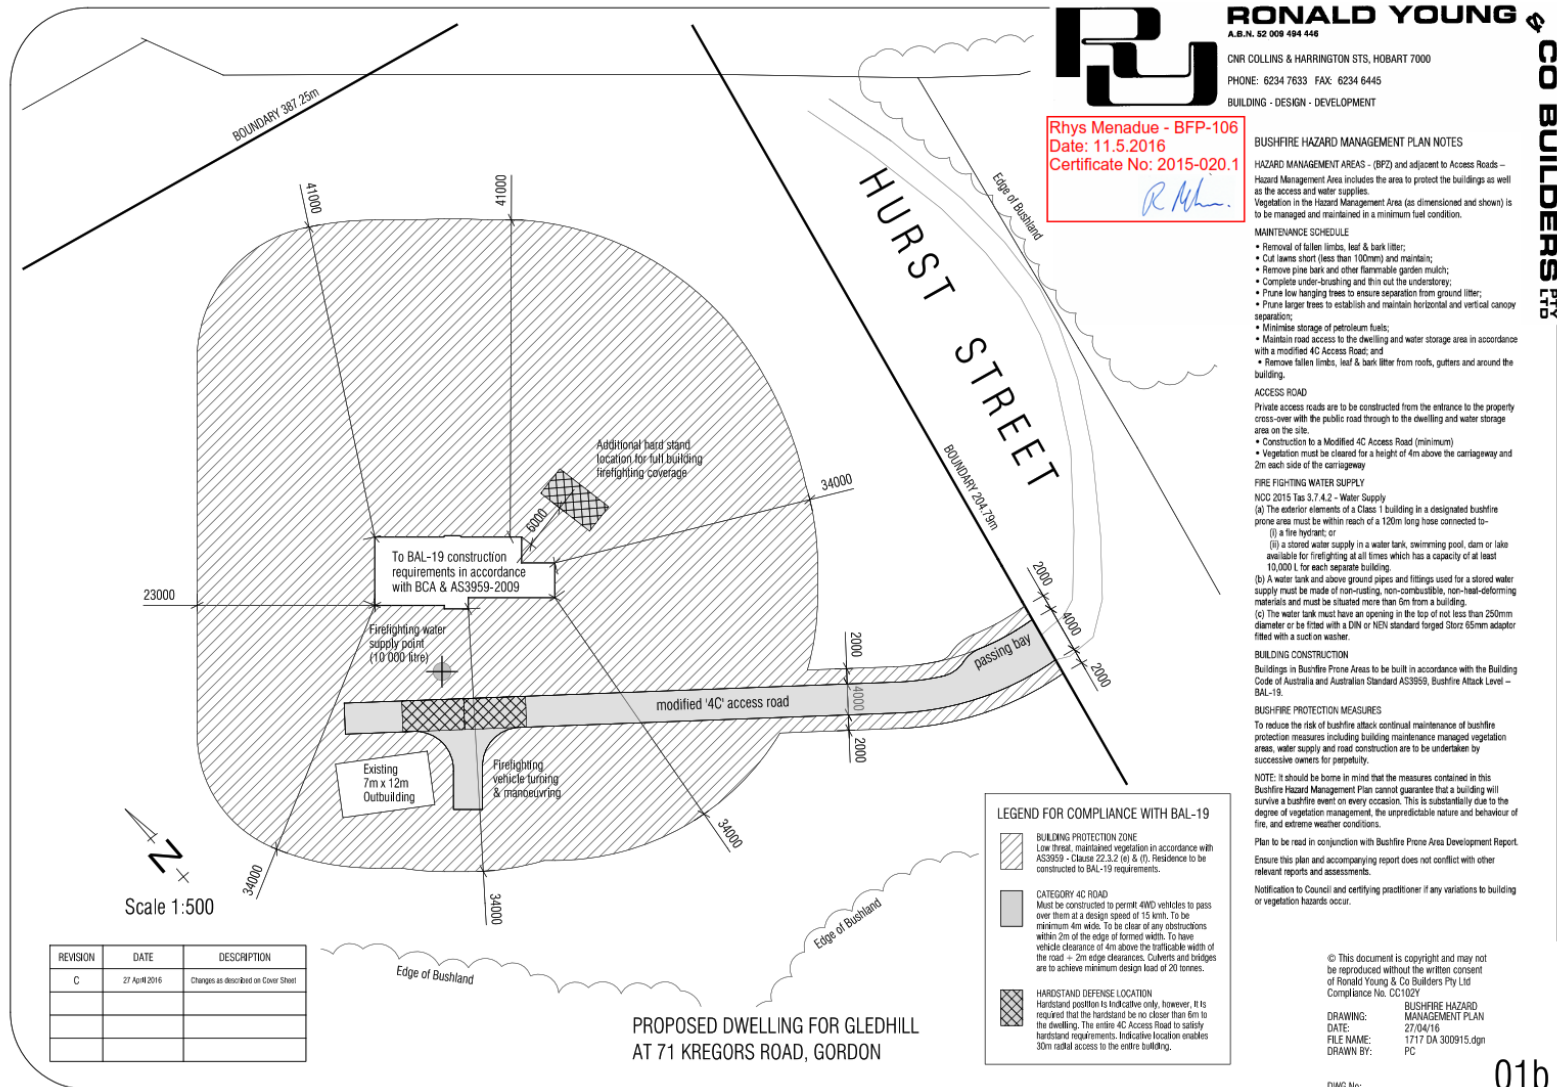 RONALD YOUNG & CO BUILDERS PTY LTD
A.B.N. 52 009 494 446
CNR COLLINS & HARRINGTON STS, HOBART 7000
PHONE: 6234 7633 FAX: 6234 6445
BUILDING - DESIGN - DEVELOPMENT
Rhys Menadue - BFP-106
Date: 11.5.2016
Certificate No: 2015-020.1
BUSHFIRE HAZARD MANAGEMENT PLAN NOTES
HAZARD MANAGEMENT AREAS - (BPZ) and adjacent to Access Roads –
Hazard Management Area includes the area to protect the buildings as well
as the access and water supplies.
Vegetation in the Hazard Management Area (as dimensioned and shown) is
to be managed and maintained in a minimum fuel condition.
MAINTENANCE SCHEDULE
• Removal of fallen limbs, leaf & bark litter;
• Cut lawns short (less than 100mm) and maintain;
• Remove pine bark and other flammable garden mulch;
• Complete under-brushing and thin out the understorey;
• Prune low hanging trees to ensure separation from ground litter;
• Prune larger trees to establish and maintain horizontal and vertical canopy
separation;
• Minimise storage of petroleum fuels;
• Maintain road access to the dwelling and water storage area in accordance
with a modified 4C Access Road; and
• Remove fallen limbs, leaf & bark litter from roofs, gutters and around the
building.
ACCESS ROAD
Private access roads are to be constructed from the entrance to the property
cross-over with the public road through to the dwelling and water storage
area on the site.
• Construction to a Modified 4C Access Road (minimum)
• Vegetation must be cleared for a height of 4m above the carriageway and
2m each side of the carriageway
FIRE FIGHTING WATER SUPPLY
NCC 2015 Tas 3.7.4.2 - Water Supply
(a) The exterior elements of a Class 1 building in a designated bushfire
prone area must be within reach of a 120m long hose connected to-
(i) a fire hydrant; or
(ii) a stored water supply in a water tank, swimming pool, dam or lake
available for firefighting at all times which has a capacity of at least
10,000 L for each separate building.
(b) A water tank and above ground pipes and fittings used for a stored water
supply must be made of non-rusting, non-combustible, non-heat-deforming
materials and must be situated more than 6m from a building.
(c) The water tank must have an opening in the top of not less than 250mm
diameter or be fitted with a DIN or NEN standard forged Storz 65mm adaptor
fitted with a suction washer.
BUILDING CONSTRUCTION
Buildings in Bushfire Prone Areas to be built in accordance with the Building
Code of Australia and Australian Standard AS3959, Bushfire Attack Level –
BAL-19.
BUSHFIRE PROTECTION MEASURES
To reduce the risk of bushfire attack continual maintenance of bushfire
protection measures including building maintenance managed vegetation
areas, water supply and road construction are to be undertaken by
successive owners for perpetuity.
NOTE: It should be borne in mind that the measures contained in this
Bushfire Hazard Management Plan cannot guarantee that a building will
survive a bushfire event on every occasion. This is substantially due to the
degree of vegetation management, the unpredictable nature and behaviour of
fire, and extreme weather conditions.
Plan to be read in conjunction with Bushfire Prone Area Development Report.
Ensure this plan and accompanying report does not conflict with other
relevant reports and assessments.
Notification to Council and certifying practitioner if any variations to building
or vegetation hazards occur.
BOUNDARY 387.25m
41000
41000
Edge of Bushland
HURST STREET
BOUNDARY 204.79m
Additional hard stand
location for full building
firefighting coverage
34000
6000
To BAL-19 construction
requirements in accordance
with BCA & AS3959-2009
23000
Firefighting water
supply point
(10 000 litre)
2000
4000
2000
passing bay
2000
4000
2000
modified '4C' access road
Existing
7m x 12m
Outbuilding
Firefighting
vehicle turning
& manoeuvring
34000
34000
34000
N
Scale 1:500
Edge of Bushland
Edge of Bushland
LEGEND FOR COMPLIANCE WITH BAL-19
BUILDING PROTECTION ZONE
Low threat, maintained vegetation in accordance with
AS3959 - Clause 22.3.2 (e) & (f). Residence to be
constructed to BAL-19 requirements.
CATEGORY 4C ROAD
Must be constructed to permit 4WD vehicles to pass
over them at a design speed of 15 kmh. To be
minimum 4m wide. To be clear of any obstructions
within 2m of the edge of formed width. To have
vehicle clearance of 4m above the trafficable width of
the road + 2m edge clearances. Culverts and bridges
are to achieve minimum design load of 20 tonnes.
HARDSTAND DEFENSE LOCATION
Hardstand position is indicative only, however, it is
required that the hardstand be no closer than 6m to
the dwelling. The entire 4C Access Road to satisfy
hardstand requirements. Indicative location enables
30m radial access to the entire building.
REVISION DATE DESCRIPTION
C 27 April 2016 Changes as described on Cover Sheet
PROPOSED DWELLING FOR GLEDHILL
AT 71 KREGORS ROAD, GORDON
© This document is copyright and may not
be reproduced without the written consent
of Ronald Young & Co Builders Pty Ltd
Compliance No. CC102Y
BUSHFIRE HAZARD
DRAWING: MANAGEMENT PLAN
DATE: 27/04/16
FILE NAME: 1717 DA 300915.dgn
DRAWN BY: PC
DWG No:
01b